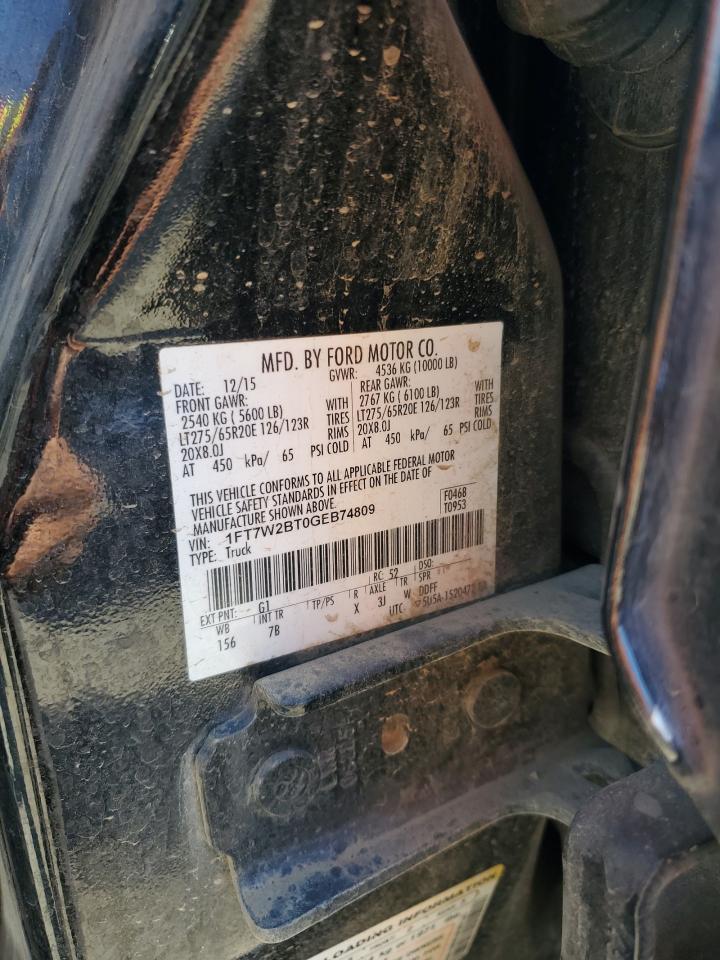 MFD. BY FORD MOTOR CO.
DATE: 12/15 GVWR: 4536 KG (10000 LB)
FRONT GAWR: REAR GAWR:
2540 KG ( 5600 LB) WITH 2767 KG ( 6100 LB) WITH
LT275/65R20E 126/123R TIRES LT275/65R20E 126/123R TIRES
20X8.0J RIMS 20X8.0J RIMS
AT 450 kPa/ 65 PSI COLD AT 450 kPa/ 65 PSI COLD
THIS VEHICLE CONFORMS TO ALL APPLICABLE FEDERAL MOTOR
VEHICLE SAFETY STANDARDS IN EFFECT ON THE DATE OF
MANUFACTURE SHOWN ABOVE. F0468
VIN: 1FT7W2BT0GEB74809 T0953
TYPE: Truck
EXT PNT: G1 RC: 52 DSO:
WB INT TR TP/PS R AXLE TR SPR
156 7B X 3J W DDFF
UTC
LOADING INFORMATION